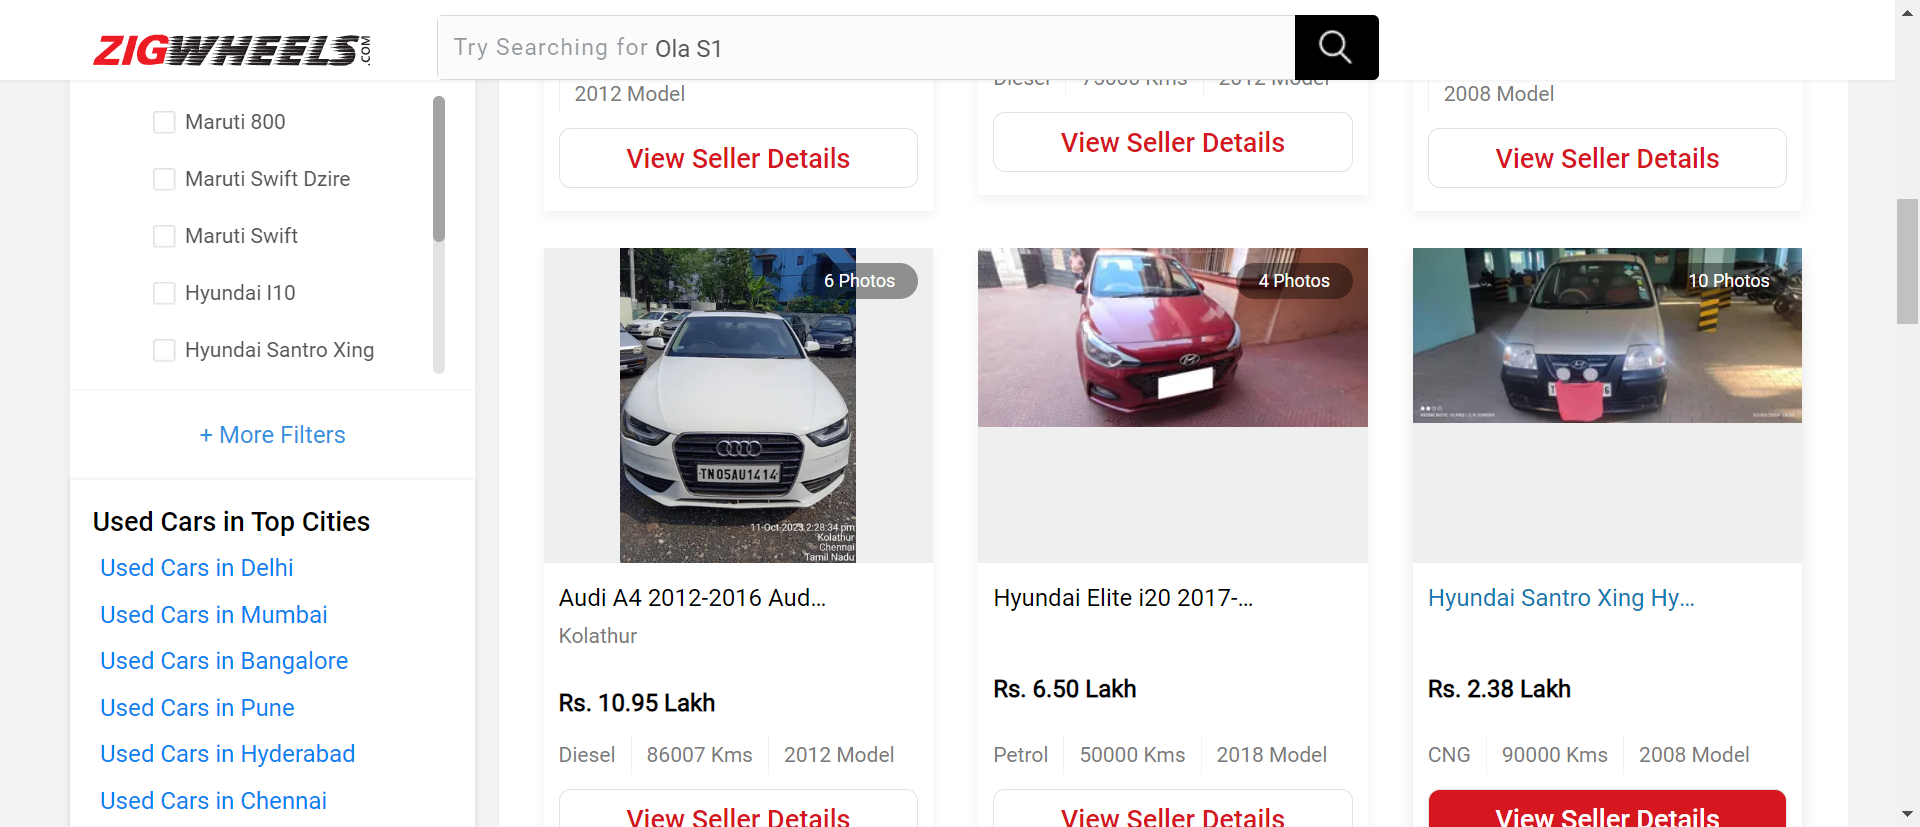 ZIGWHEELS.COM
Try Searching for Ola S1
Maruti 800
Maruti Swift Dzire
Maruti Swift
Hyundai I10
Hyundai Santro Xing
+ More Filters
Used Cars in Top Cities
Used Cars in Delhi
Used Cars in Mumbai
Used Cars in Bangalore
Used Cars in Pune
Used Cars in Hyderabad
Used Cars in Chennai
2012 Model
View Seller Details
Diesel 75000 Kms 2012 Model
View Seller Details
2008 Model
View Seller Details
6 Photos
TN05AU1414
11-Oct-2023 2:28:34 pm
Kolathur
Chennai
Tamil Nadu
Audi A4 2012-2016 Aud...
Kolathur
Rs. 10.95 Lakh
Diesel 86007 Kms 2012 Model
View Seller Details
4 Photos
Hyundai Elite i20 2017-...
Rs. 6.50 Lakh
Petrol 50000 Kms 2018 Model
View Seller Details
10 Photos
Hyundai Santro Xing Hy...
Rs. 2.38 Lakh
CNG 90000 Kms 2008 Model
View Seller Details